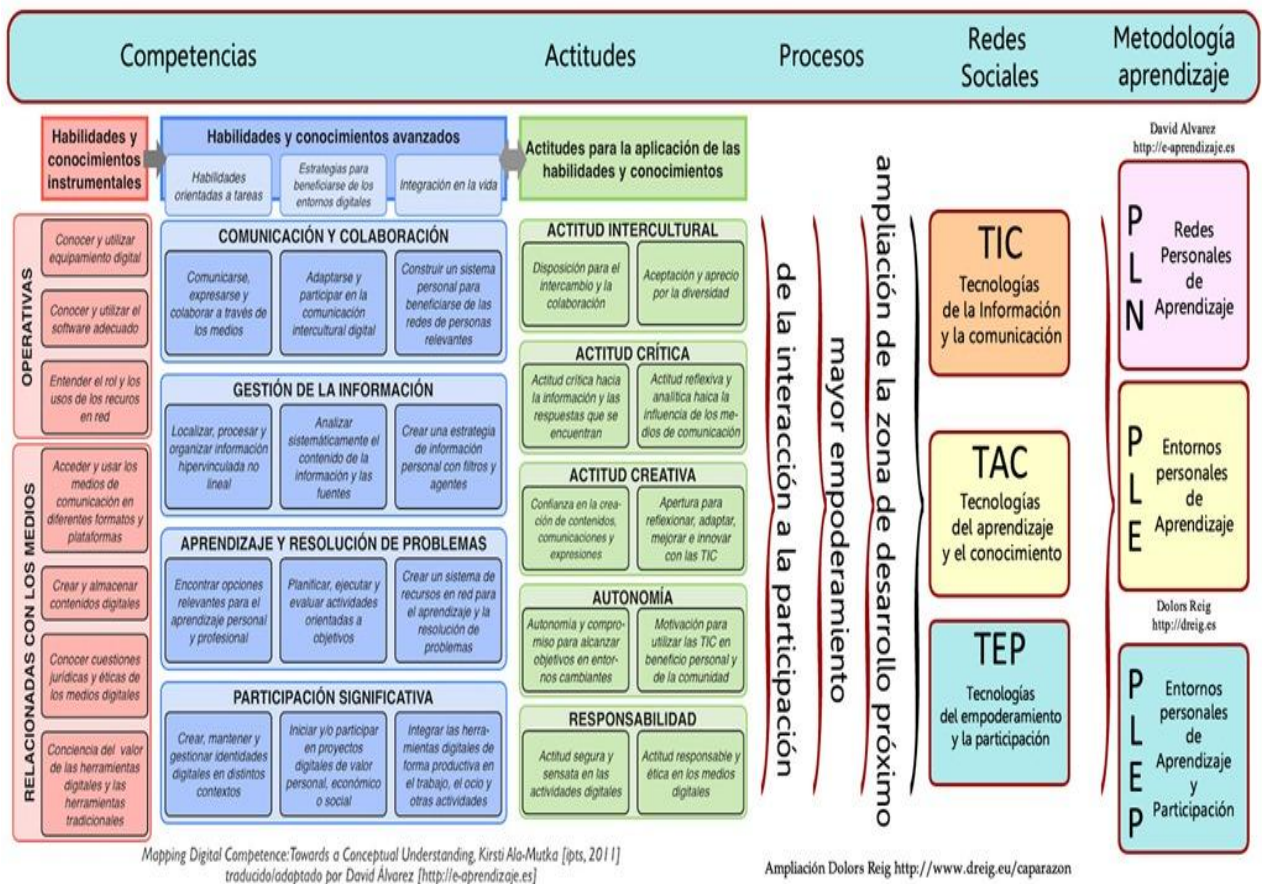 Competencias
Actitudes
Procesos
Redes
Sociales
Metodología
aprendizaje
Habilidades y
conocimientos
instrumentales
Habilidades y conocimientos avanzados
Habilidades
orientadas a tareas
Estrategias para
beneficiarse de los
entornos digitales
Integración en la vida
Actitudes para la aplicación de las
habilidades y conocimientos
OPERATIVAS
Conocer y utilizar
equipamiento digital
Conocer y utilizar el
software adecuado
Entender el rol y los
usos de los recuros
en red
RELACIONADAS CON LOS MEDIOS
Acceder y usar los
medios de
comunicación en
diferentes formatos y
plataformas
Crear y almacenar
contenidos digitales
Conocer cuestiones
jurídicas y éticas de
los medios digitales
Conciencia del valor
de las herramientas
digitales y las
herramientas
tradicionales
COMUNICACIÓN Y COLABORACIÓN
Comunicarse,
expresarse y
colaborar a través de
los medios
Adaptarse y
participar en la
comunicación
intercultural digital
Construir un sistema
personal para
beneficiarse de las
redes de personas
relevantes
GESTIÓN DE LA INFORMACIÓN
Localizar, procesar y
organizar información
hipervinculada no
lineal
Analizar
sistemáticamente el
contenido de la
información y las
fuentes
Crear una estrategia
de información
personal con filtros y
agentes
APRENDIZAJE Y RESOLUCIÓN DE PROBLEMAS
Encontrar opciones
relevantes para el
aprendizaje personal
y profesional
Planificar, ejecutar y
evaluar actividades
orientadas a
objetivos
Crear un sistema de
recursos en red para
el aprendizaje y la
resolución de
problemas
PARTICIPACIÓN SIGNIFICATIVA
Crear, mantener y
gestionar identidades
digitales en distintos
contextos
Iniciar y/o participar
en proyectos
digitales de valor
personal, económico
o social
Integrar las herra-
mientas digitales de
forma productiva en
el trabajo, el ocio y
otras actividades
ACTITUD INTERCULTURAL
Disposición para el
intercambio y la
colaboración
Aceptación y aprecio
por la diversidad
ACTITUD CRÍTICA
Actitud crítica hacia
la información y las
respuestas que se
encuentran
Actitud reflexiva y
analítica haica la
influencia de los me-
dios de comunicación
ACTITUD CREATIVA
Confianza en la crea-
ción de contenidos,
comunicaciones y
expresiones
Apertura para
reflexionar, adaptar,
mejorar e innovar
con las TIC
AUTONOMÍA
Autonomía y compro-
miso para alcanzar
objetivos en entor-
nos cambiantes
Motivación para
utilizar las TIC en
beneficio personal y
de la comunidad
RESPONSABILIDAD
Actitud segura y
sensata en las
actividades digitales
Actitud responsable y
ética en los medios
digitales
de la interacción a la participación
mayor empoderamiento
ampliación de la zona de desarrollo próximo
TIC
Tecnologías
de la Información
y la comunicación
TAC
Tecnologías
del aprendizaje
y el conocimiento
TEP
Tecnologías
del empoderamiento
y la participación
David Alvarez
http://e-aprendizaje.es
PLN
Redes
Personales
de
Aprendizaje
PLE
Entornos
personales
de
Aprendizaje
Dolors Reig
http://dreig.es
PLEP
Entornos
personales
de
Aprendizaje
y
Participación
Mapping Digital Competence: Towards a Conceptual Understanding, Kirsti Ala-Mutka [ipts, 2011]
traducido/adaptado por David Álvarez [http://e-aprendizaje.es]
Ampliación Dolors Reig http://www.dreig.eu/caparazon